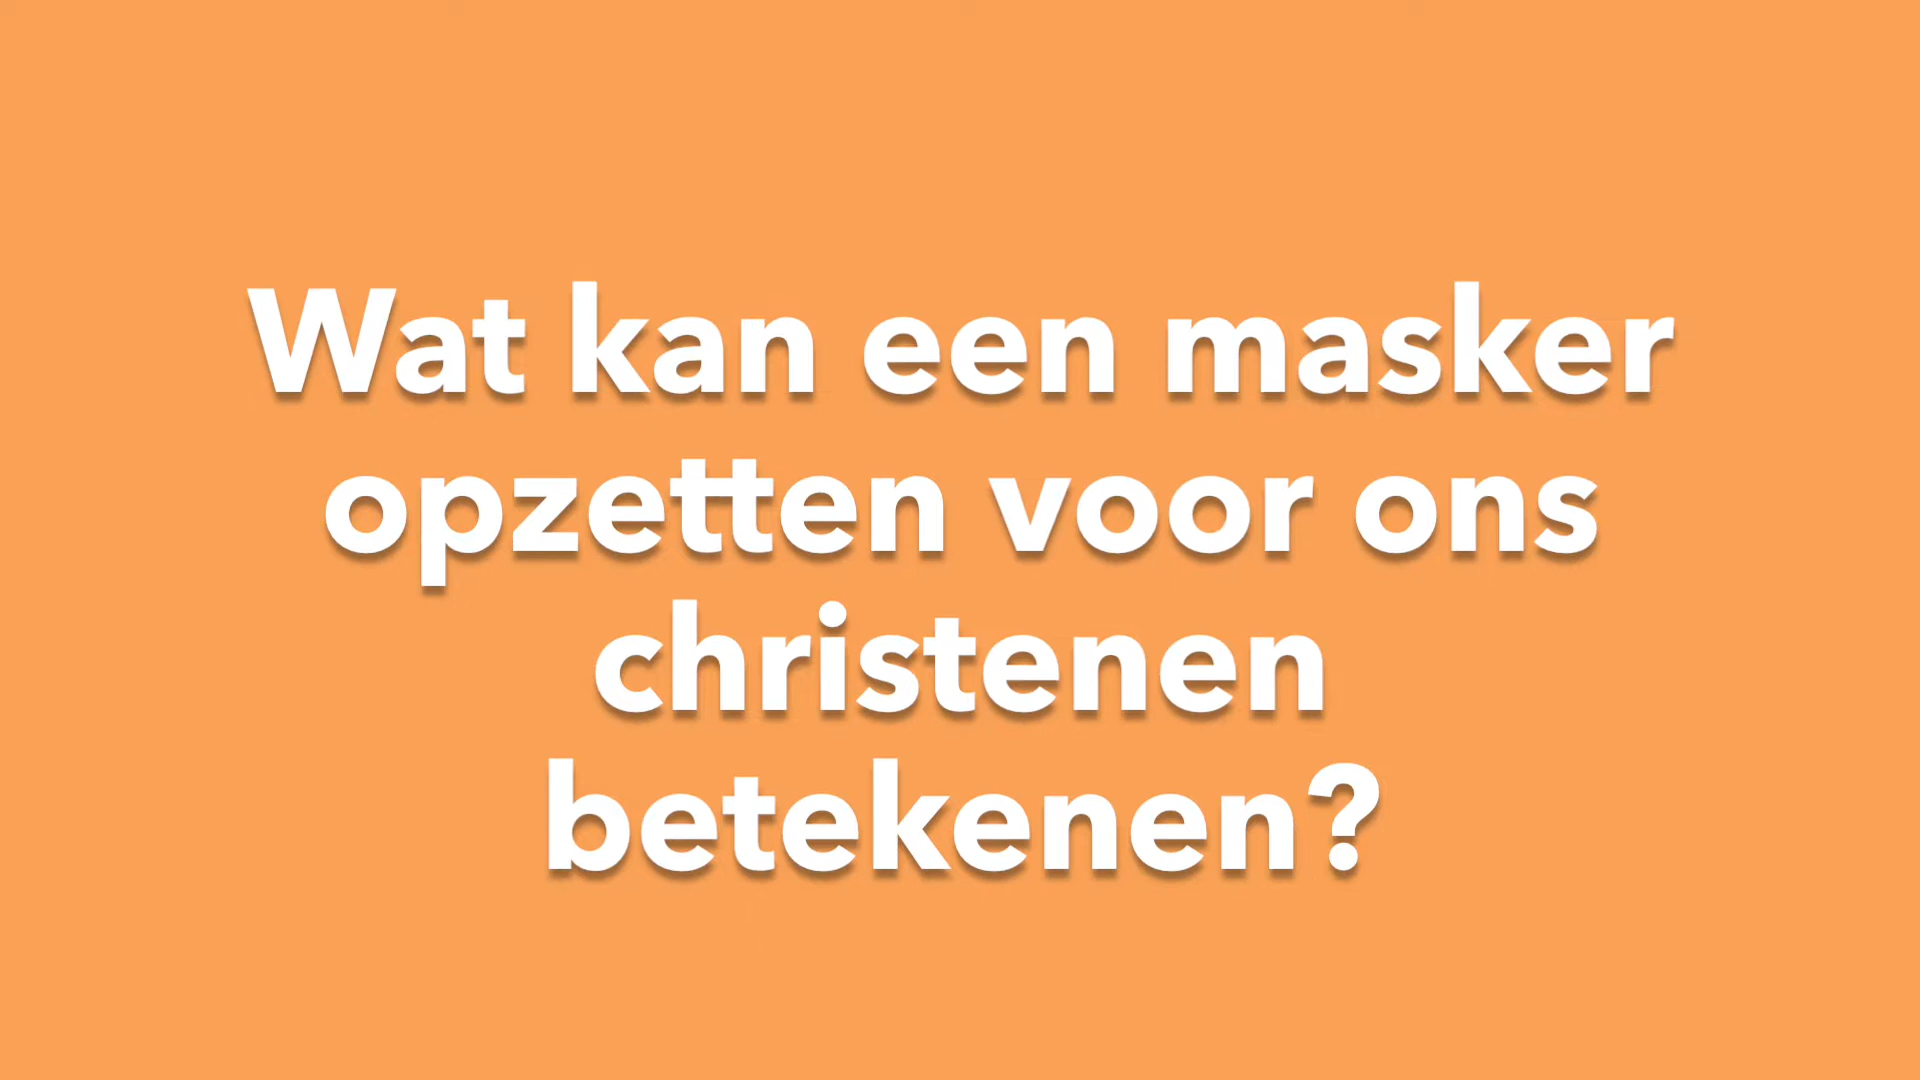 Wat kan een masker
opzetten voor ons
christenen
betekenen?